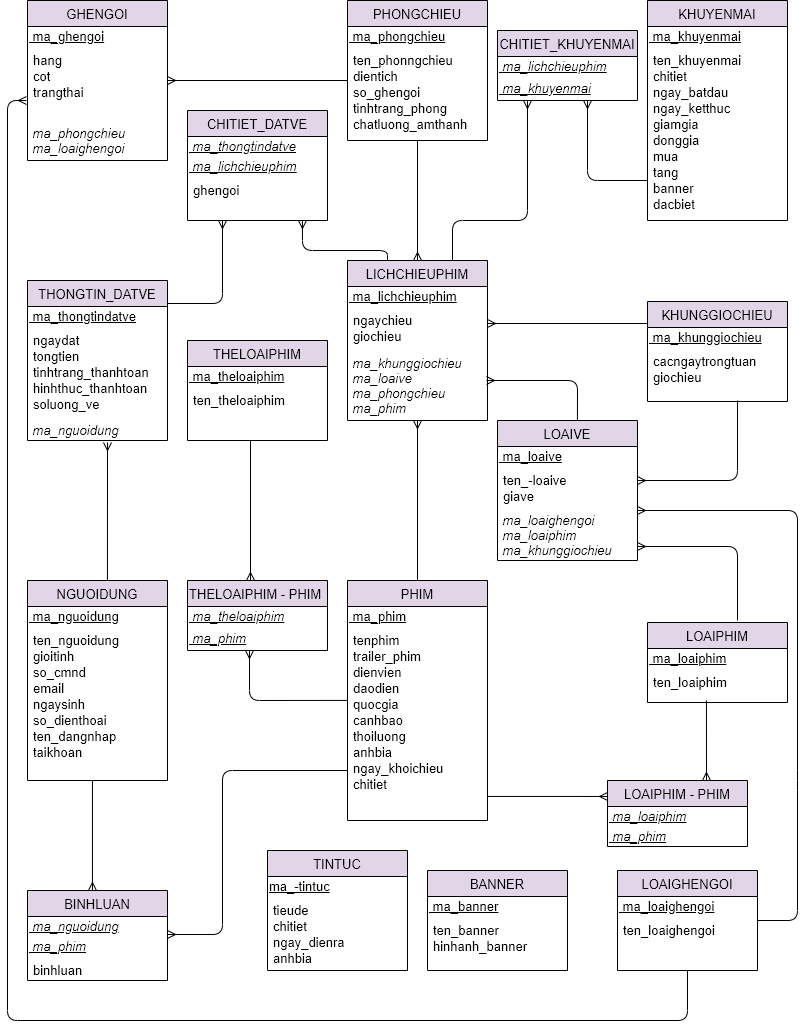 GHENGOI
ma_ghengoi
hang
cot
trangthai
ma_phongchieu
ma_loaighengoi
PHONGCHIEU
ma_phongchieu
ten_phonngchieu
dientich
so_ghengoi
tinhtrang_phong
chatluong_amthanh
CHITIET_KHUYENMAI
ma_lichchieuphim
ma_khuyenmai
KHUYENMAI
ma_khuyenmai
ten_khuyenmai
chitiet
ngay_batdau
ngay_ketthuc
giamgia
donggia
mua
tang
banner
dacbiet
CHITIET_DATVE
ma_thongtindatve
ma_lichchieuphim
ghengoi
THONGTIN_DATVE
ma_thongtindatve
ngaydat
tongtien
tinhtrang_thanhtoan
hinhthuc_thanhtoan
soluong_ve
ma_nguoidung
THELOAIPHIM
ma_theloaiphim
ten_theloaiphim
LICHCHIEUPHIM
ma_lichchieuphim
ngaychieu
giochieu
ma_khunggiochieu
ma_loaive
ma_phongchieu
ma_phim
KHUNGGIOCHIEU
ma_khunggiochieu
cacngaytrongtuan
giochieu
LOAIVE
ma_loaive
ten_-loaive
giave
ma_loaighengoi
ma_loaiphim
ma_khunggiochieu
NGUOIDUNG
ma_nguoidung
ten_nguoidung
gioitinh
so_cmnd
email
ngaysinh
so_dienthoai
ten_dangnhap
taikhoan
THELOAIPHIM - PHIM
ma_theloaiphim
ma_phim
PHIM
ma_phim
tenphim
trailer_phim
dienvien
daodien
quocgia
canhbao
thoiluong
anhbia
ngay_khoichieu
chitiet
LOAIPHIM
ma_loaiphim
ten_loaiphim
LOAIPHIM - PHIM
ma_loaiphim
ma_phim
BINHLUAN
ma_nguoidung
ma_phim
binhluan
TINTUC
ma_-tintuc
tieude
chitiet
ngay_dienra
anhbia
BANNER
ma_banner
ten_banner
hinhanh_banner
LOAIGHENGOI
ma_loaighengoi
ten_loaighengoi